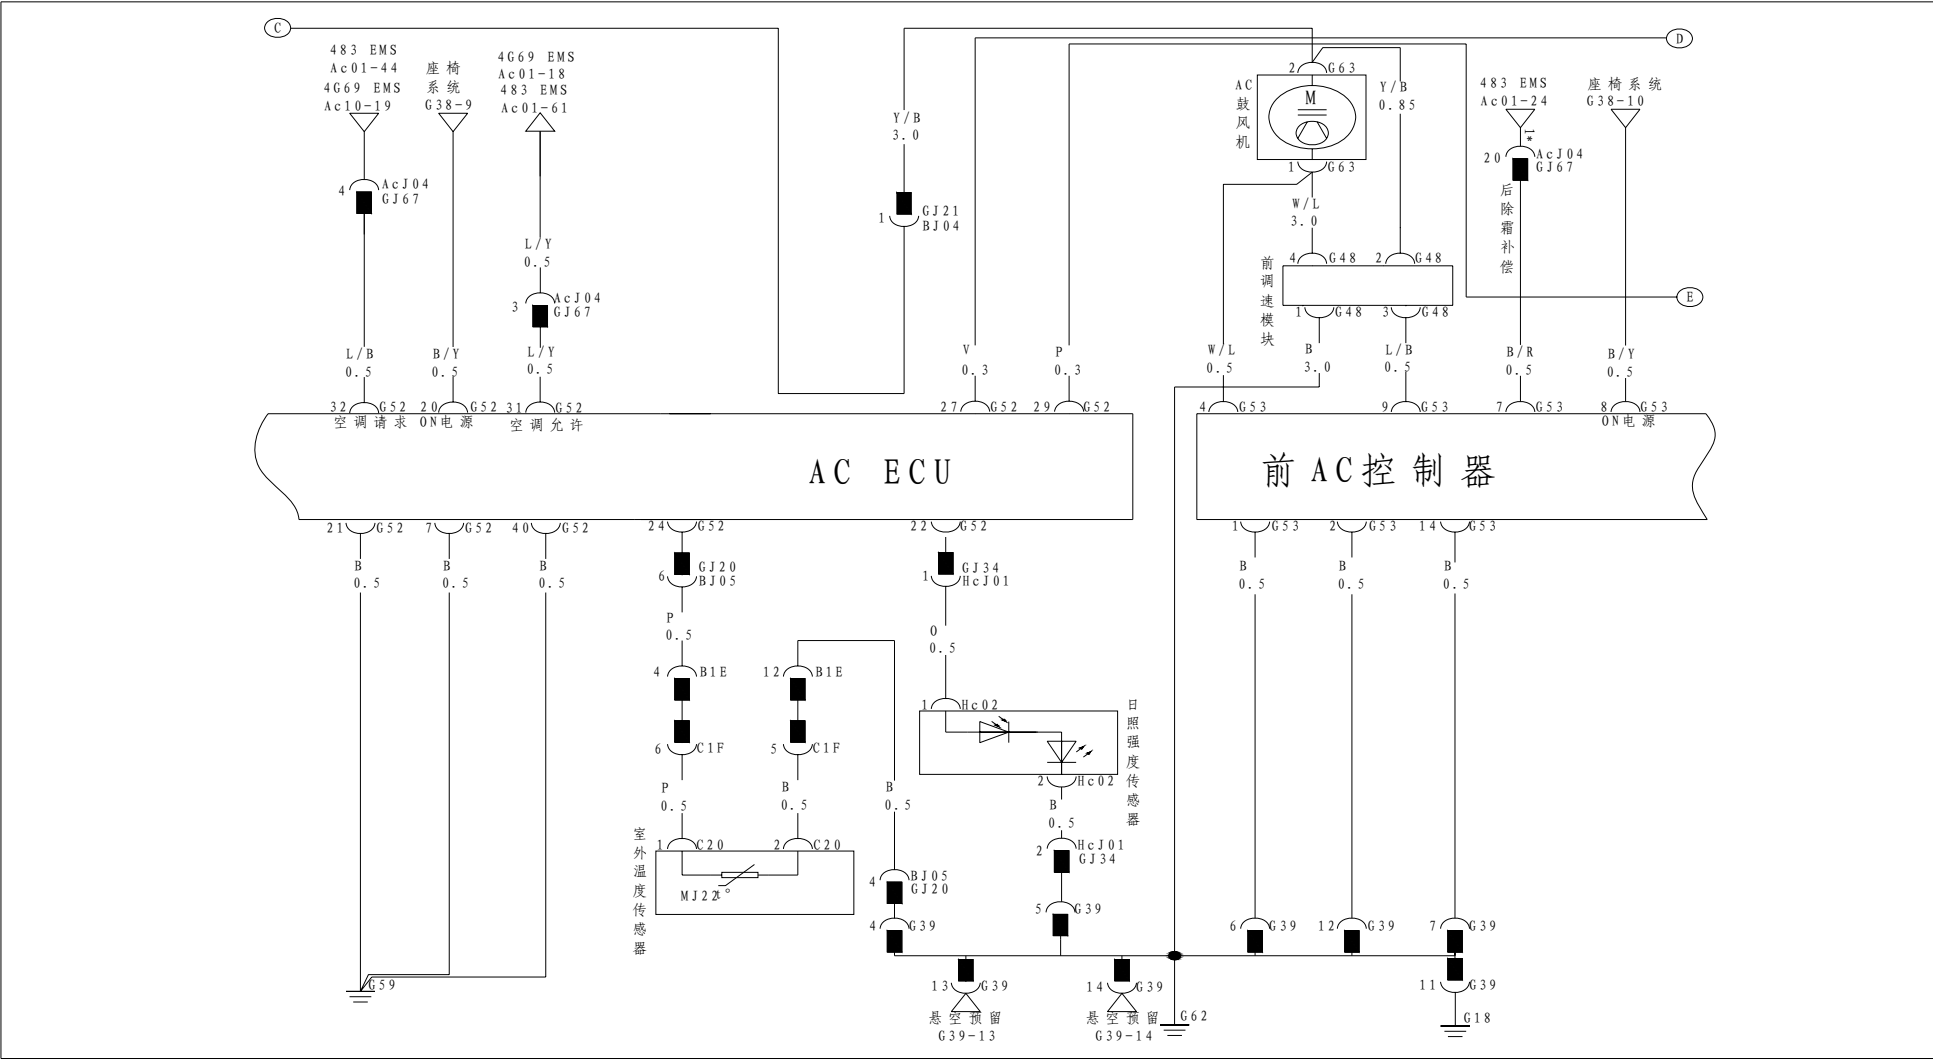 C
483 EMS
Ac01-44
4G69 EMS
Ac10-19
座椅
系统
G38-9
4G69 EMS
Ac01-18
483 EMS
Ac01-61
4
AcJ04
GJ67
L/Y
0.5
3
AcJ04
GJ67
L/B
0.5
B/Y
0.5
L/Y
0.5
32
G52
20
G52
31
G52
空调请求
ON电源
空调允许
Y/B
3.0
1
GJ21
BJ04
V
0.3
P
0.3
27
G52
29
G52
AC ECU
D
2
G63
AC鼓风机
M
1
G63
Y/B
0.85
W/L
3.0
4
G48
2
G48
前调速模块
1
G48
3
G48
483 EMS
Ac01-24
1*
20
AcJ04
GJ67
后除霜补偿
座椅系统
G38-10
E
W/L
0.5
B
3.0
L/B
0.5
B/R
0.5
B/Y
0.5
4
G53
9
G53
7
G53
8
G53
ON电源
前AC控制器
21
G52
7
G52
40
G52
24
G52
22
G52
1
G53
2
G53
14
G53
B
0.5
B
0.5
B
0.5
6
GJ20
BJ05
P
0.5
4
B1E
12
B1E
6
C1F
5
C1F
P
0.5
B
0.5
B
0.5
1
C20
2
C20
室外温度传感器
MJ22
t°
4
BJ05
GJ20
4
G39
1
GJ34
HcJ01
O
0.5
1
Hc02
日照强度传感器
2
Hc02
B
0.5
2
HcJ01
GJ34
5
G39
B
0.5
B
0.5
B
0.5
6
G39
12
G39
7
G39
G59
13
G39
悬空预留
G39-13
14
G39
悬空预留
G39-14
G62
11
G39
G18